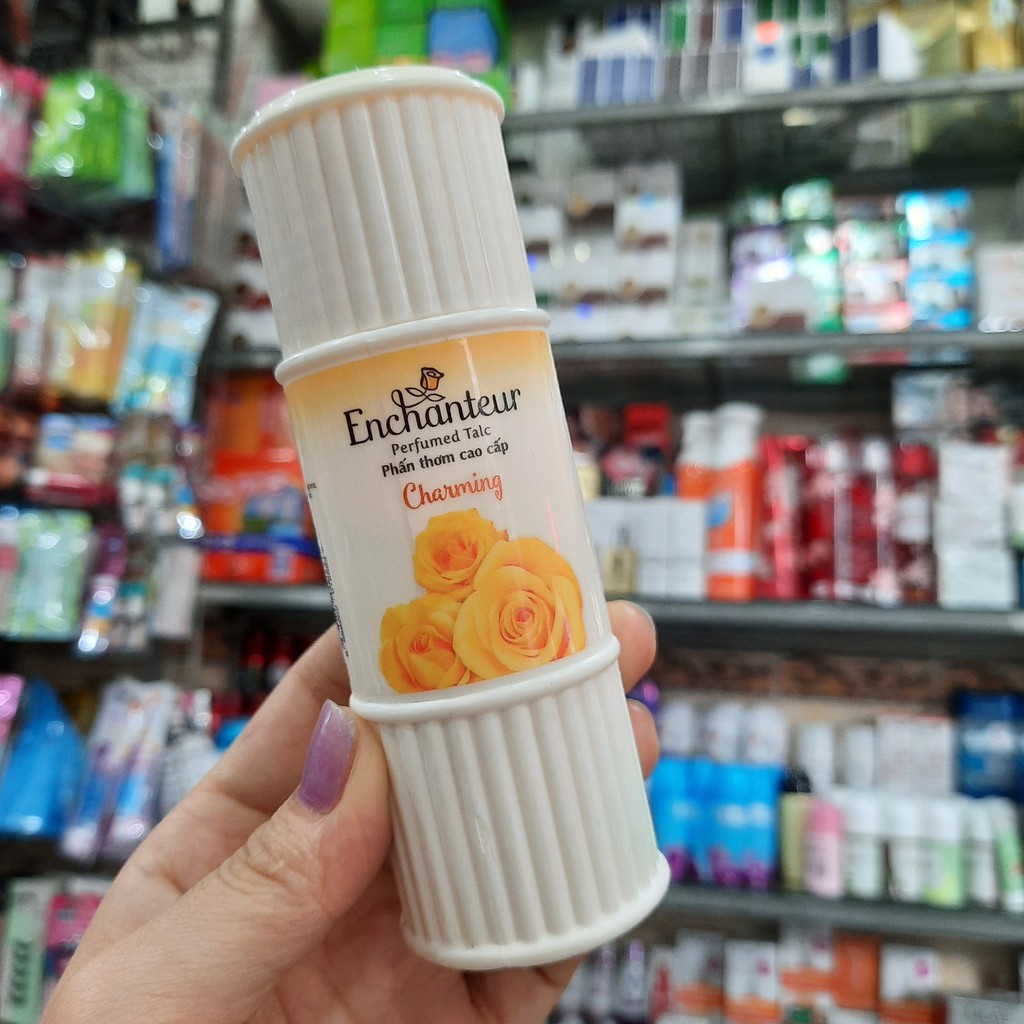 Enchanteur
Perfumed Talc
Phấn thơm cao cấp
Charming